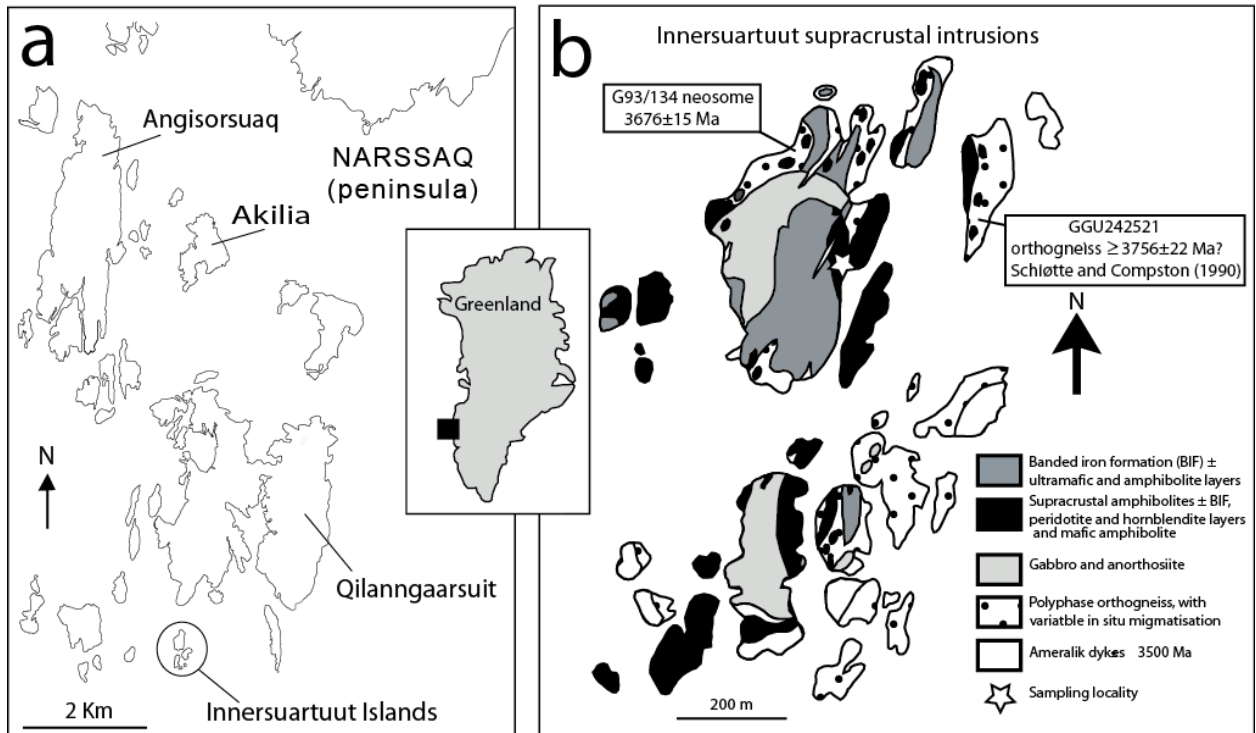 a
Angisorsuaq
NARSSAQ
(peninsula)
Akilia
N
Qilanngaarsuit
Innersuartuut Islands
2 Km
Greenland
b
Innersuartuut supracrustal intrusions
G93/134 neosome
3676±15 Ma
GGU242521
orthogneiss ≥3756±22 Ma?
Schiøtte and Compston (1990)
N
Banded iron formation (BIF) ±
ultramafic and amphibolite layers
Supracrustal amphibolites ± BIF,
peridotite and hornblendite layers
and mafic amphibolite
Gabbro and anorthosiite
Polyphase orthogneiss, with
variatble in situ migmatisation
Ameralik dykes 3500 Ma
Sampling locality
200 m